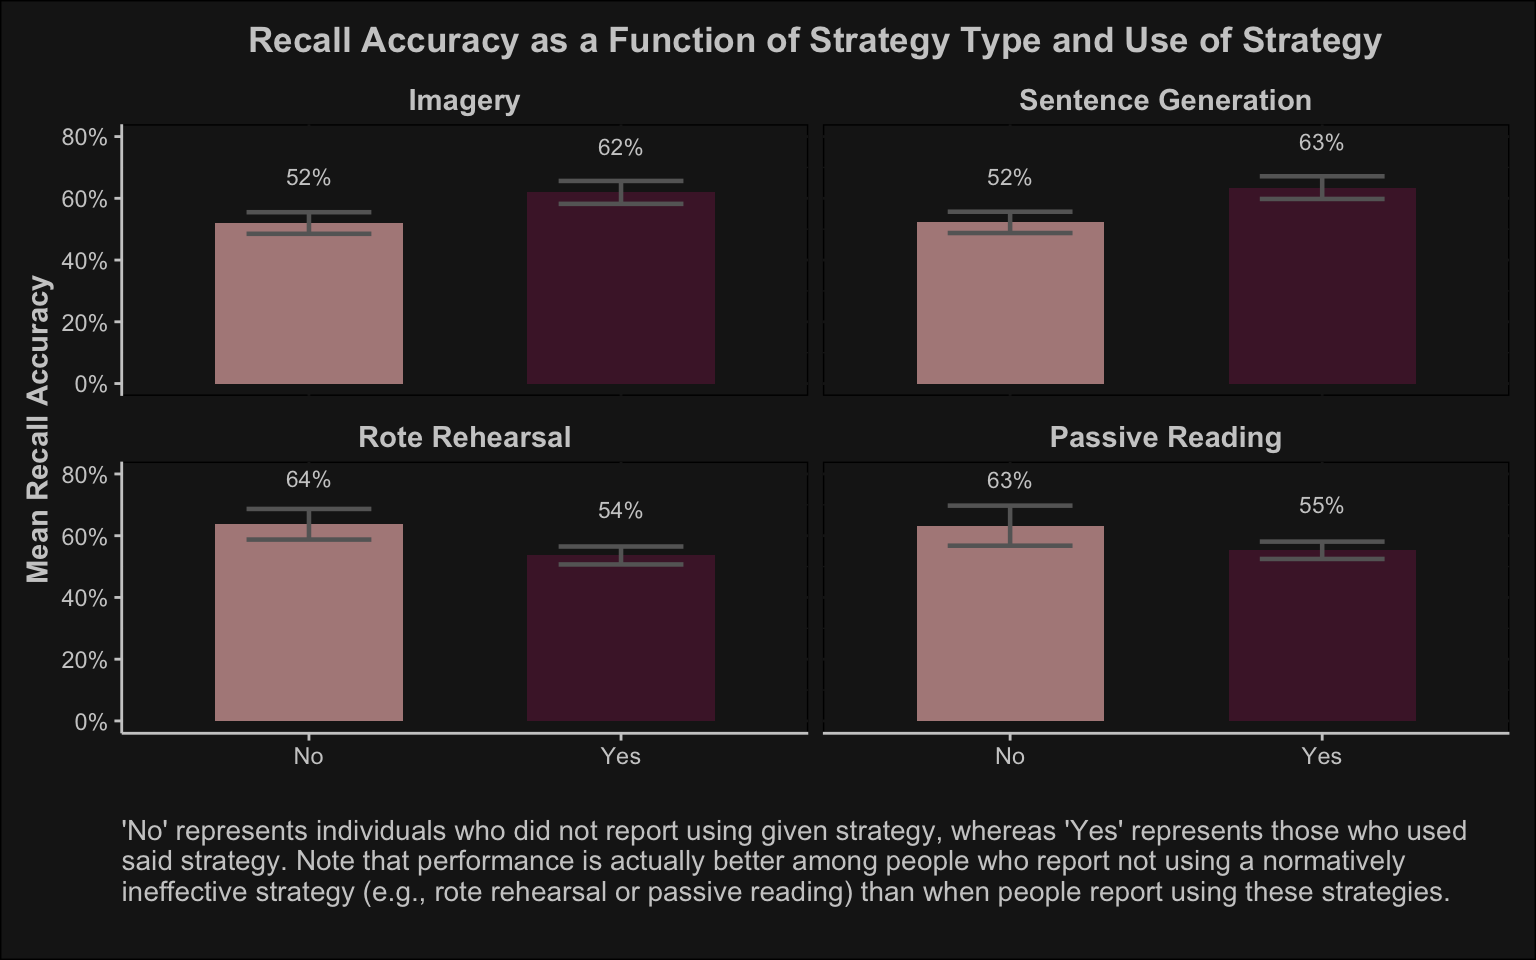 Recall Accuracy as a Function of Strategy Type and Use of Strategy
Imagery
Sentence Generation
80%
60%
40%
20%
0%
52%
62%
52%
63%
Mean Recall Accuracy
Rote Rehearsal
Passive Reading
80%
60%
40%
20%
0%
64%
54%
63%
55%
No
Yes
No
Yes
'No' represents individuals who did not report using given strategy, whereas 'Yes' represents those who used
said strategy. Note that performance is actually better among people who report not using a normatively
ineffective strategy (e.g., rote rehearsal or passive reading) than when people report using these strategies.